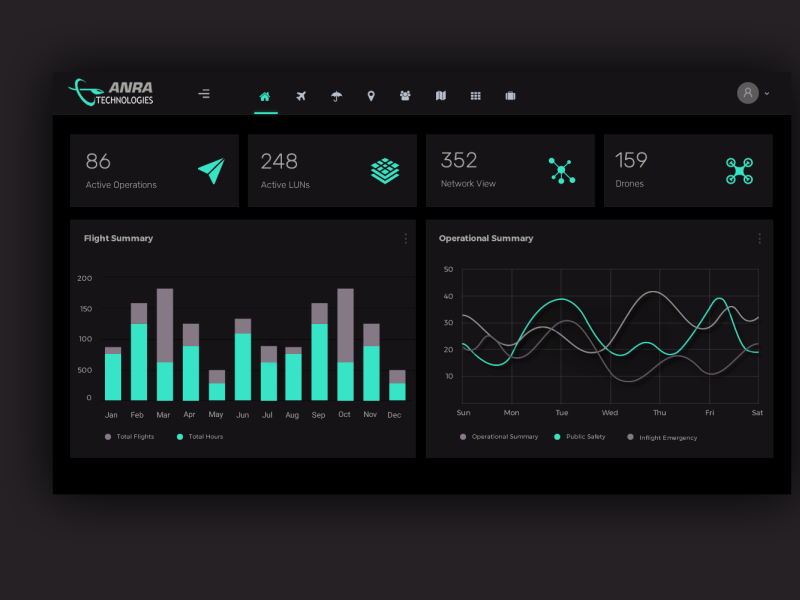 ANRA
TECHNOLOGIES
86
Active Operations
248
Active LUNs
352
Network View
159
Drones
Flight Summary
200
150
100
500
0
Jan Feb Mar Apr May Jun Jul Aug Sep Oct Nov Dec
Total Flights Total Hours
Operational Summary
50
40
30
20
10
Sun Mon Tue Wed Thu Fri Sat
Operational Summary Public Safety Inflight Emergency